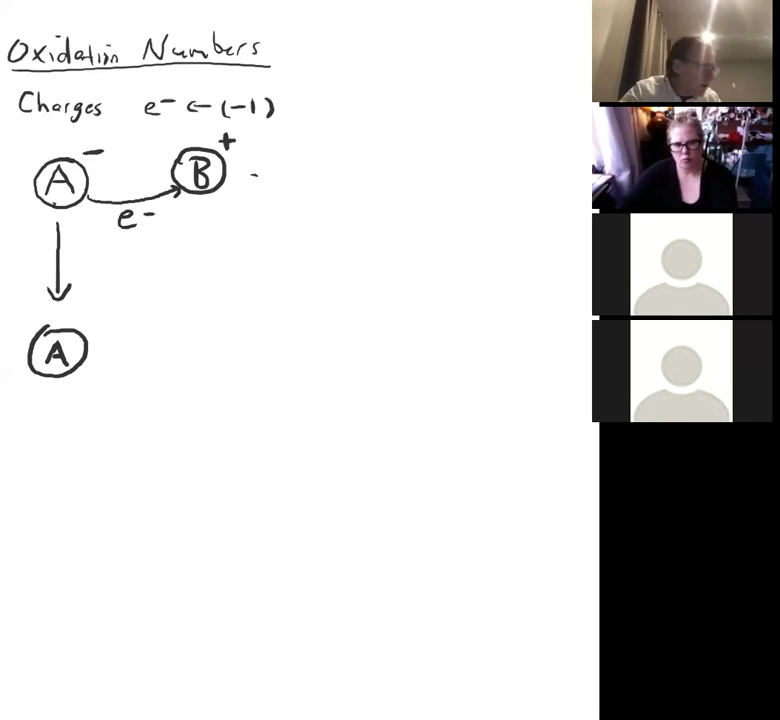 Oxidation Numbers
Charges e- ← (-1)
A- B+
e-
A